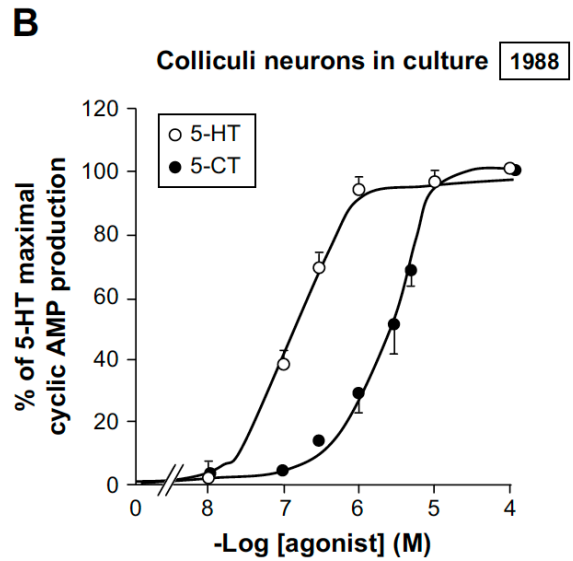 B
Colliculi neurons in culture 1988
5-HT
5-CT
% of 5-HT maximal
cyclic AMP production
120
100
80
60
40
20
0
0 8 7 6 5 4
-Log [agonist] (M)